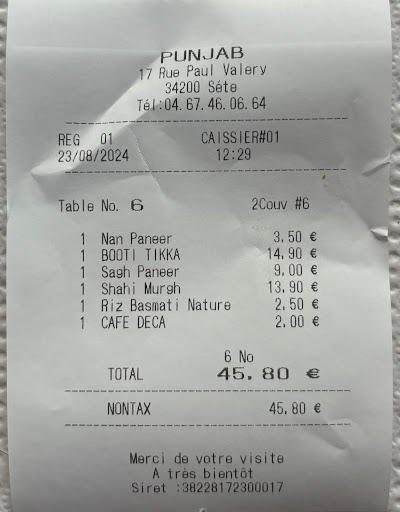 PUNJAB
17 Rue Paul Valery
34200 Séte
Tél:04.67.46.06.64
REG 01 CAISSIER#01
23/08/2024 12:29
Table No. 6 2Couv #6
1 Nan Paneer 3,50 €
1 BOOTI TIKKA 14,90 €
1 Sagh Paneer 9,00 €
1 Shahi Murgh 13,90 €
1 Riz Basmati Nature 2,50 €
1 CAFE DECA 2,00 €
6 No
TOTAL 45,80 €
NONTAX 45,80 €
Merci de votre visite
A très bientôt
Siret :38228172300017